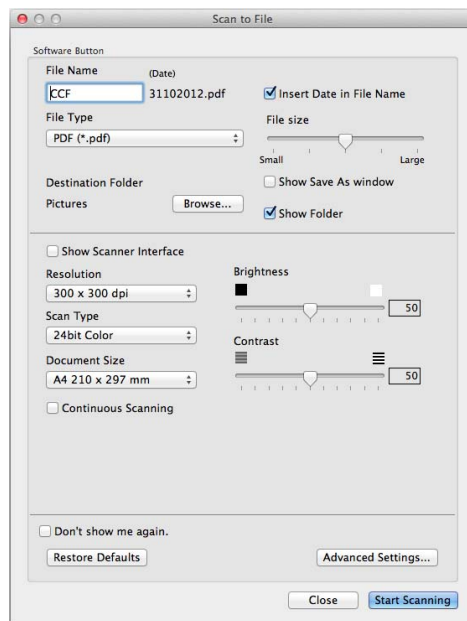 Scan to File
Software Button
File Name
(Date)
CCF 31102012.pdf
Insert Date in File Name
File Type
File size
PDF (*.pdf)
Small Large
Destination Folder
Show Save As window
Pictures Browse...
Show Folder
Show Scanner Interface
Resolution
Brightness
300 x 300 dpi
50
Scan Type
24bit Color
Contrast
Document Size
A4 210 x 297 mm
50
Continuous Scanning
Don't show me again.
Restore Defaults Advanced Settings...
Close Start Scanning